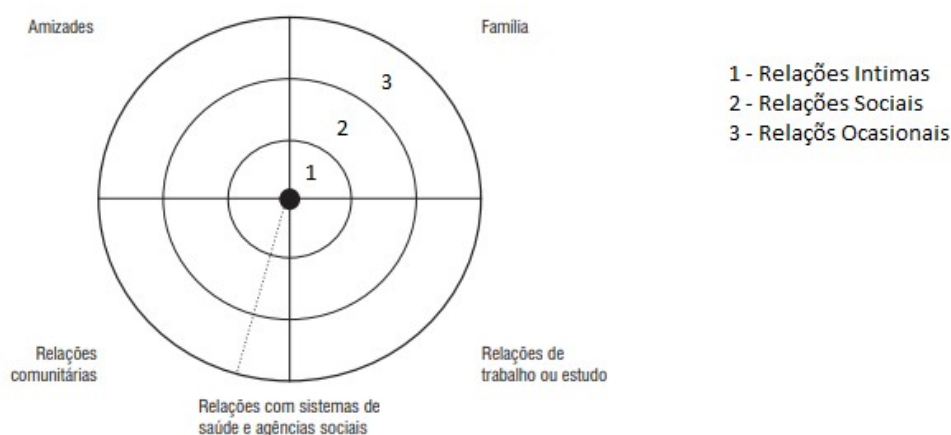 Amizades
Família
3
2
1
1 - Relações Intimas
2 - Relações Sociais
3 - Relaçõs Ocasionais
Relações
comunitárias
Relações de
trabalho ou estudo
Relações com sistemas de
saúde e agências sociais